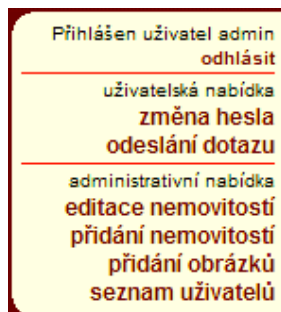 Přihlášen uživatel admin
odhlásit
uživatelská nabídka
změna hesla
odeslání dotazu
administrativní nabídka
editace nemovitostí
přidání nemovitostí
přidání obrázků
seznam uživatelů